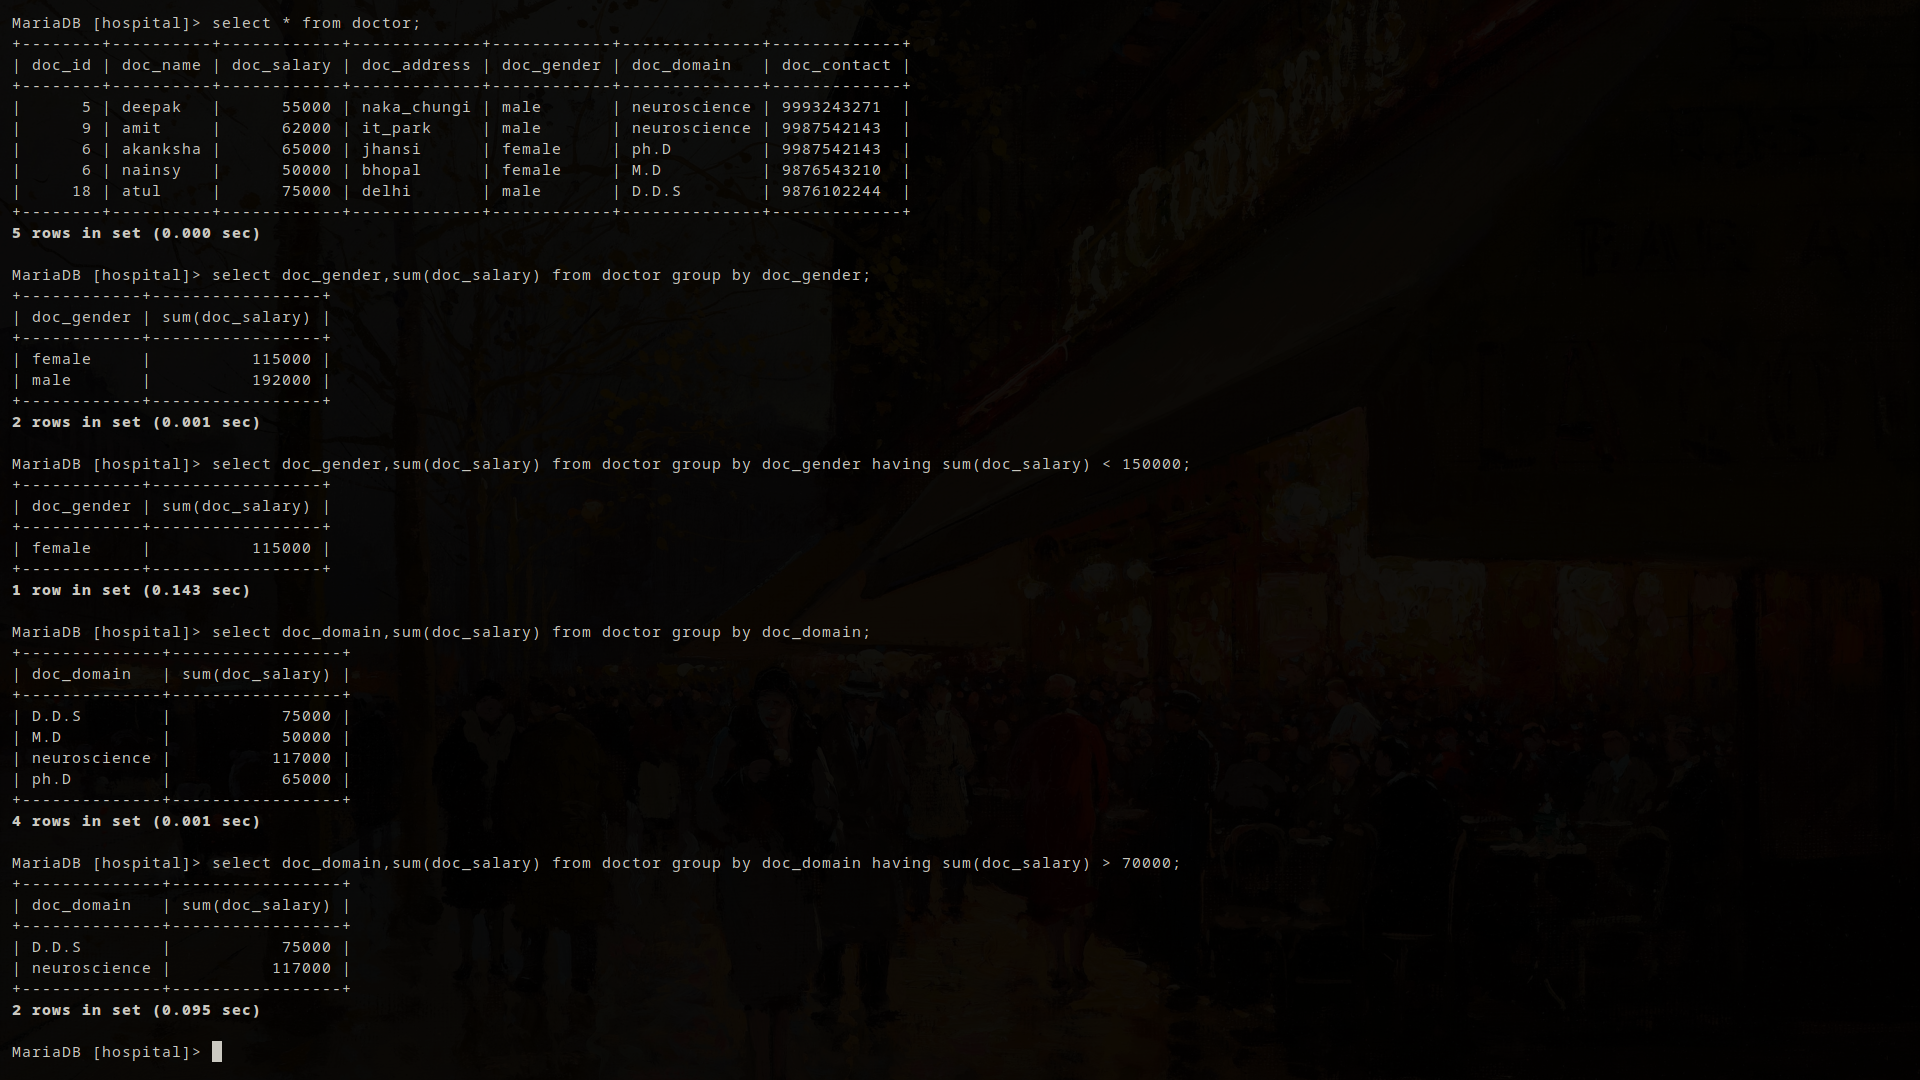 MariaDB [hospital]> select * from doctor;
+--------+----------+------------+-------------+------------+--------------+-------------+
| doc_id | doc_name | doc_salary | doc_address | doc_gender | doc_domain   | doc_contact |
+--------+----------+------------+-------------+------------+--------------+-------------+
|      5 | deepak   |      55000 | naka_chungi | male       | neuroscience | 9993243271  |
|      9 | amit     |      62000 | it_park     | male       | neuroscience | 9987542143  |
|      6 | akanksha |      65000 | jhansi      | female     | ph.D         | 9987542143  |
|      6 | nainsy   |      50000 | bhopal      | female     | M.D          | 9876543210  |
|     18 | atul     |      75000 | delhi       | male       | D.D.S        | 9876102244  |
+--------+----------+------------+-------------+------------+--------------+-------------+
5 rows in set (0.000 sec)

MariaDB [hospital]> select doc_gender,sum(doc_salary) from doctor group by doc_gender;
+------------+-----------------+
| doc_gender | sum(doc_salary) |
+------------+-----------------+
| female     |          115000 |
| male       |          192000 |
+------------+-----------------+
2 rows in set (0.001 sec)

MariaDB [hospital]> select doc_gender,sum(doc_salary) from doctor group by doc_gender having sum(doc_salary) < 150000;
+------------+-----------------+
| doc_gender | sum(doc_salary) |
+------------+-----------------+
| female     |          115000 |
+------------+-----------------+
1 row in set (0.143 sec)

MariaDB [hospital]> select doc_domain,sum(doc_salary) from doctor group by doc_domain;
+--------------+-----------------+
| doc_domain   | sum(doc_salary) |
+--------------+-----------------+
| D.D.S        |           75000 |
| M.D          |           50000 |
| neuroscience |          117000 |
| ph.D         |           65000 |
+--------------+-----------------+
4 rows in set (0.001 sec)

MariaDB [hospital]> select doc_domain,sum(doc_salary) from doctor group by doc_domain having sum(doc_salary) > 70000;
+--------------+-----------------+
| doc_domain   | sum(doc_salary) |
+--------------+-----------------+
| D.D.S        |           75000 |
| neuroscience |          117000 |
+--------------+-----------------+
2 rows in set (0.095 sec)

MariaDB [hospital]>